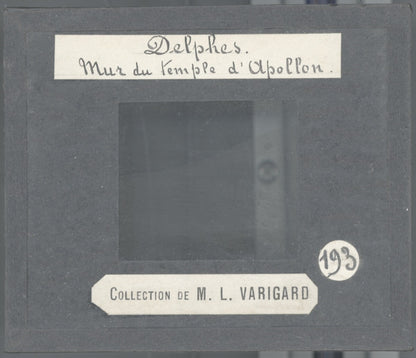 Delphes.
Mur du temple d'Apollon.
193
COLLECTION DE M. L. VARIGARD